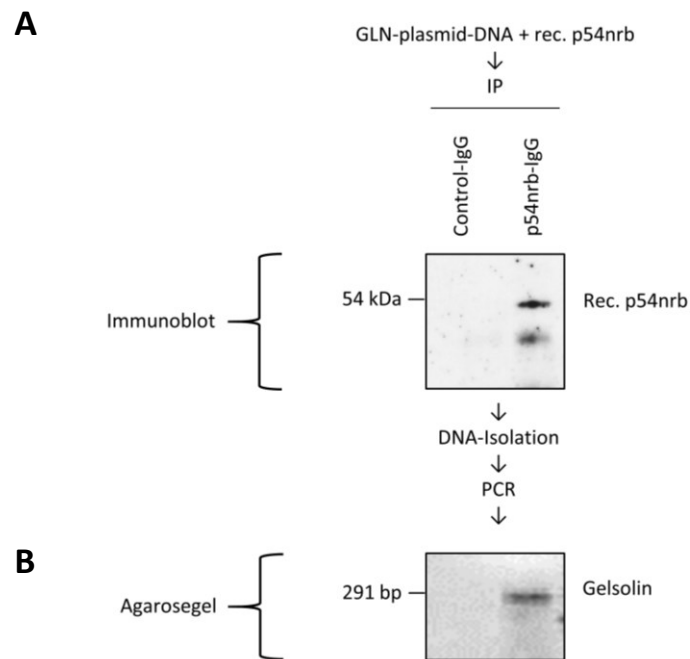 A
GLN-plasmid-DNA + rec. p54nrb
↓
IP
Control-IgG
p54nrb-IgG
54 kDa
Rec. p54nrb
Immunoblot
↓
DNA-Isolation
↓
PCR
↓
B
291 bp
Gelsolin
Agarosegel